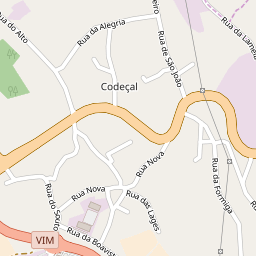 Rua da Alegria
eiro
Rua do Alto
Rua de São João
Rua da Lameira
Codeçal
Rua Nova
Rua da Formiga
Rua do Souto
Rua Nova
Rua das Lages
VIM
Rua da Boavista